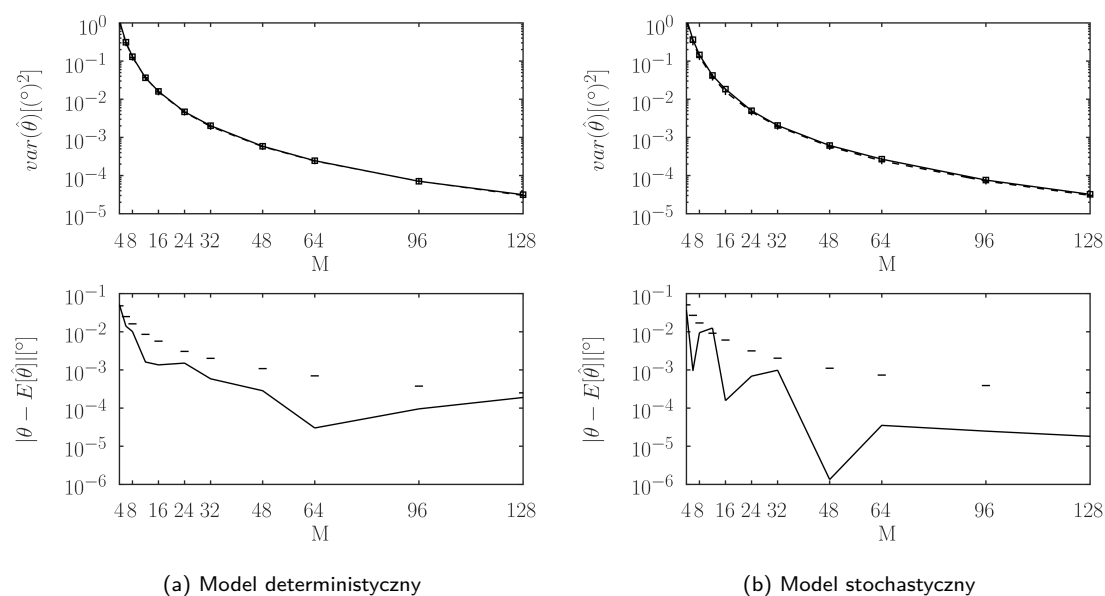 10⁰
10⁻¹
10⁻²
10⁻³
10⁻⁴
10⁻⁵
var(θ̂)[(°)²]
4 8 16 24 32 48 64 96 128
M
10⁰
10⁻¹
10⁻²
10⁻³
10⁻⁴
10⁻⁵
var(θ̂)[(°)²]
4 8 16 24 32 48 64 96 128
M
10⁻¹
10⁻²
10⁻³
10⁻⁴
10⁻⁵
10⁻⁶
|θ − E[θ̂]|[°]
4 8 16 24 32 48 64 96 128
M
10⁻¹
10⁻²
10⁻³
10⁻⁴
10⁻⁵
10⁻⁶
|θ − E[θ̂]|[°]
4 8 16 24 32 48 64 96 128
M
(a) Model deterministyczny
(b) Model stochastyczny